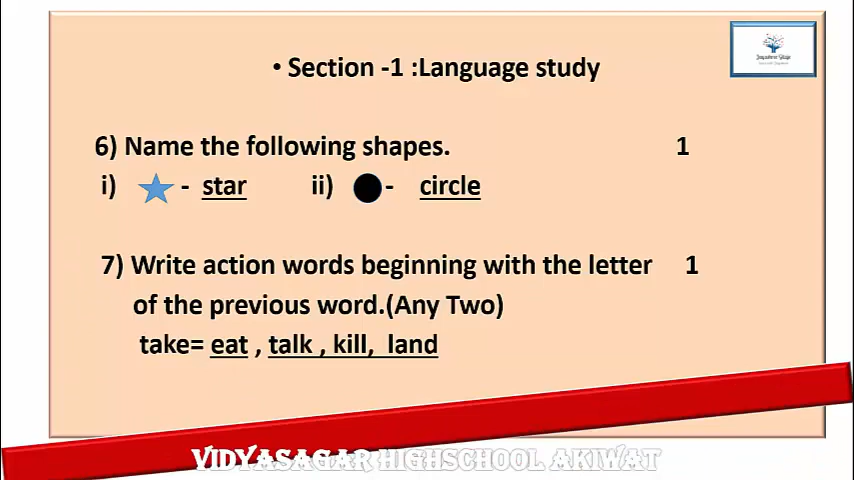 • Section -1 :Language study
6) Name the following shapes. 1
i) - star ii) - circle
7) Write action words beginning with the letter 1
of the previous word.(Any Two)
take= eat , talk , kill, land
VIDYASAGAR HIGHSCHOOL AKIWAT